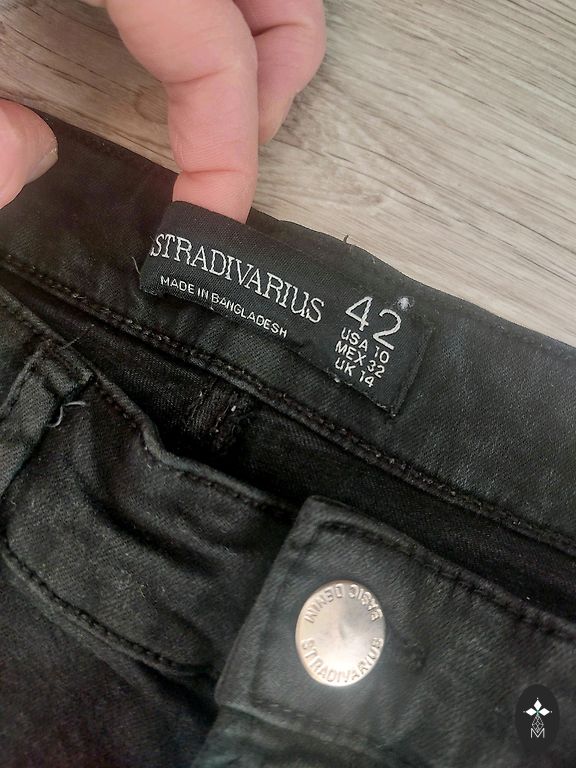 STRADIVARIUS
MADE IN BANGLADESH
42
USA 10
MEX 32
UK 14
BASIC DENIM
STRADIVARIUS
M